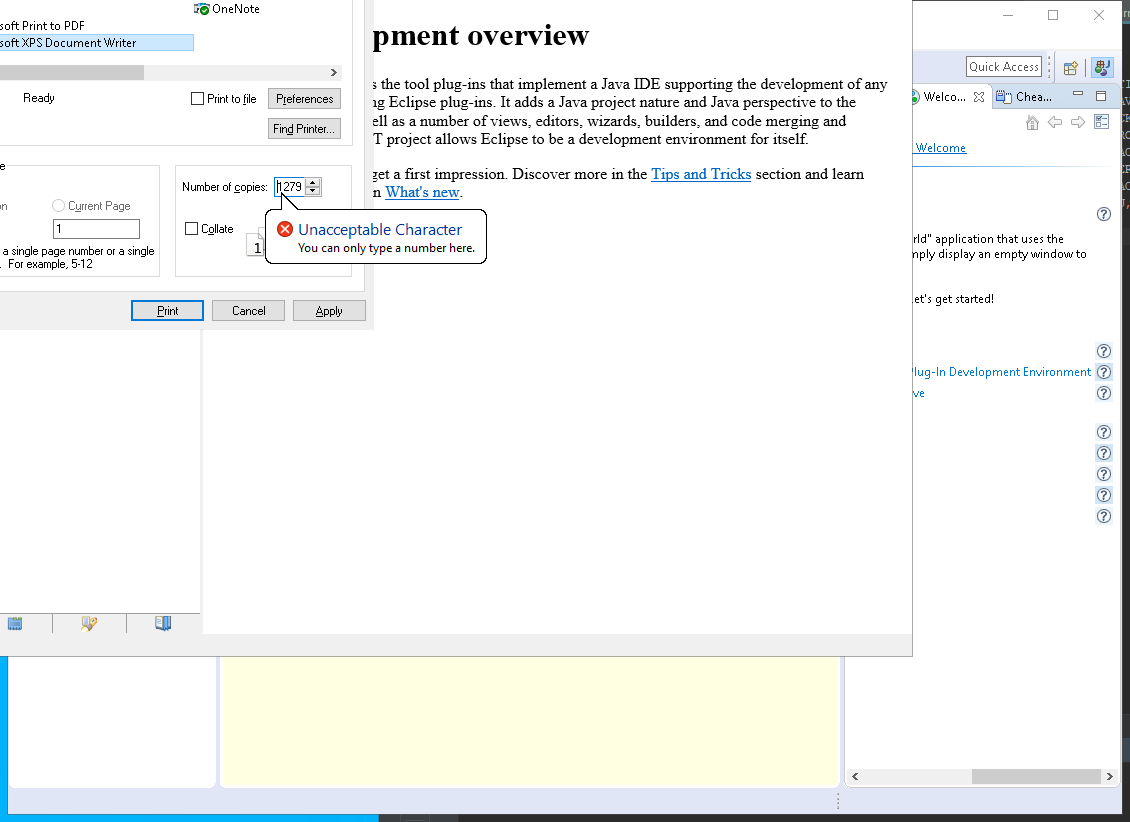 OneNote
soft Print to PDF
soft XPS Document Writer
Ready
Print to file
Preferences
Find Printer...
Number of copies:
1279
Current Page
1
Collate
1
a single page number or a single
For example, 5-12
Unacceptable Character
You can only type a number here.
Print
Cancel
Apply
pment overview
s the tool plug-ins that implement a Java IDE supporting the development of any
ng Eclipse plug-ins. It adds a Java project nature and Java perspective to the
ell as a number of views, editors, wizards, builders, and code merging and
T project allows Eclipse to be a development environment for itself.
get a first impression. Discover more in the Tips and Tricks section and learn
n What's new.
Quick Access
Welco...
Chea...
Welcome
rld" application that uses the
mply display an empty window to
et's get started!
Plug-In Development Environment
ve